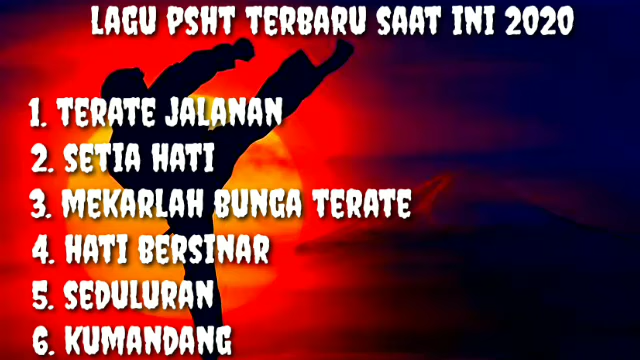 LAGU PSHT TERBARU SAAT INI 2020
1. TERATE JALANAN
2. SETIA HATI
3. MEKARLAH BUNGA TERATE
4. HATI BERSINAR
5. SEDULURAN
6. KUMANDANG